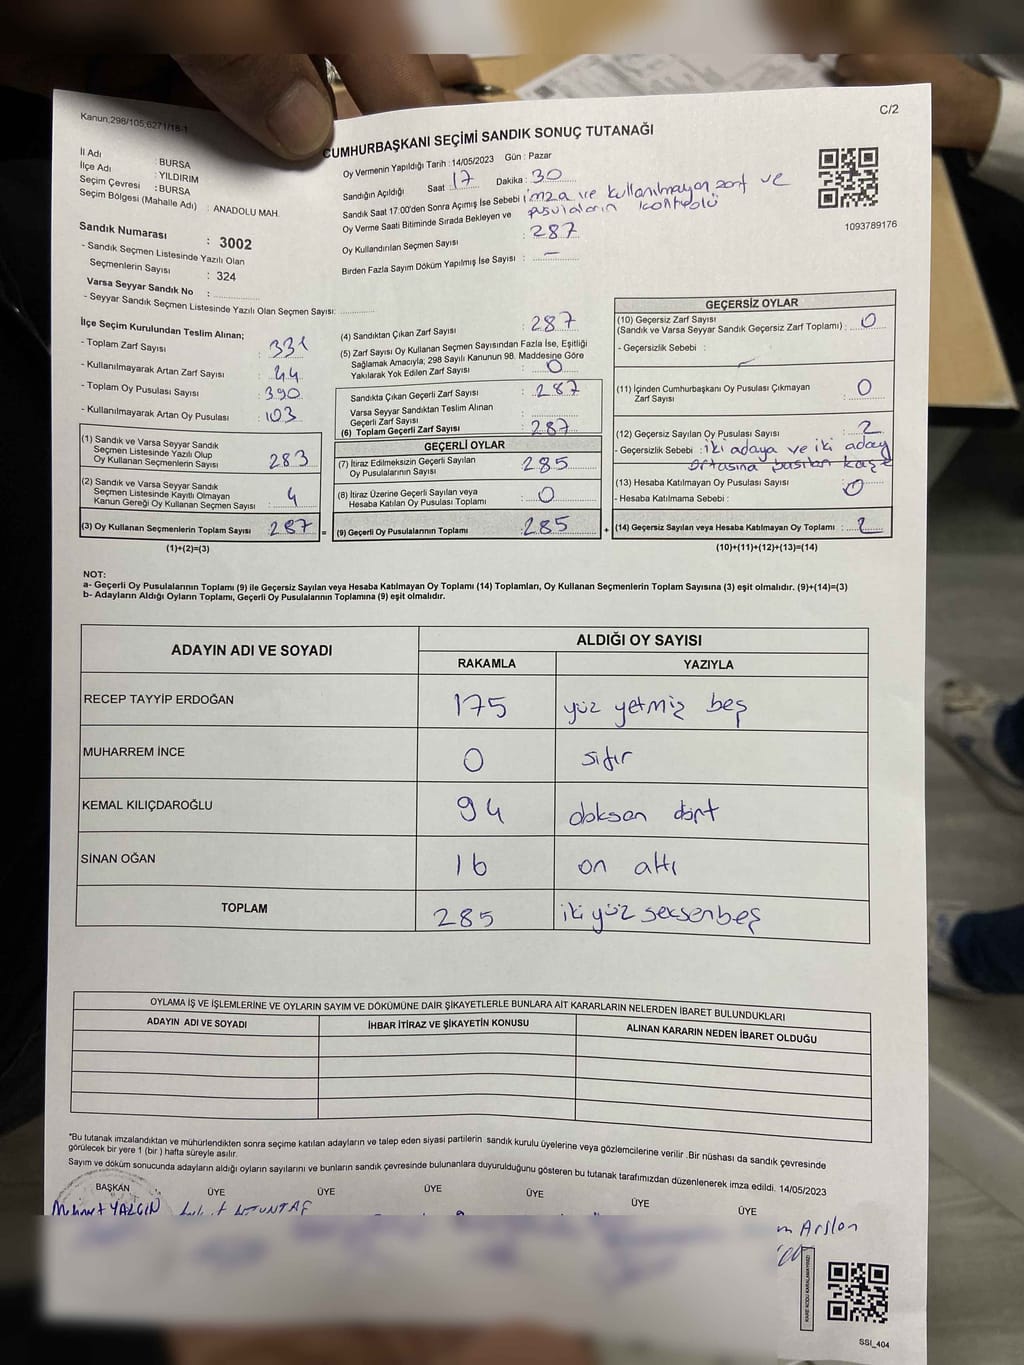 Kanun;298/105,6271/18-1
C/2
CUMHURBAŞKANI SEÇİMİ SANDIK SONUÇ TUTANAĞI
İl Adı : BURSA
İlçe Adı : YILDIRIM
Seçim Çevresi : BURSA
Seçim Bölgesi (Mahalle Adı) : ANADOLU MAH.
Sandık Numarası : 3002
- Sandık Seçmen Listesinde Yazılı Olan
Seçmenlerin Sayısı : 324
Varsa Seyyar Sandık No :
- Seyyar Sandık Seçmen Listesinde Yazılı Olan Seçmen Sayısı:
Oy Vermenin Yapıldığı Tarih : 14/05/2023 Gün : Pazar
Sandığın Açıldığı Saat : 17 Dakika : 30
Sandık Saat 17:00'den Sonra Açımış İse Sebebi : imza ve kullanılmayan zarf ve
Oy Verme Saati Bitiminde Sırada Bekleyen ve pusulaların kontrolü
Oy Kullandırılan Seçmen Sayısı : 287
Birden Fazla Sayım Döküm Yapılmış İse Sayısı : —
1093789176
İlçe Seçim Kurulundan Teslim Alınan;
- Toplam Zarf Sayısı : 331
- Kullanılmayarak Artan Zarf Sayısı : 44
- Toplam Oy Pusulası Sayısı : 390
- Kullanılmayarak Artan Oy Pusulası : 103
(1) Sandık ve Varsa Seyyar Sandık
Seçmen Listesinde Yazılı Olup
Oy Kullanan Seçmenlerin Sayısı : 283
(2) Sandık ve Varsa Seyyar Sandık
Seçmen Listesinde Kayıtlı Olmayan
Kanun Gereği Oy Kullanan Seçmen Sayısı : 4
(3) Oy Kullanan Seçmenlerin Toplam Sayısı : 287 =
(1)+(2)=(3)
(4) Sandıktan Çıkan Zarf Sayısı : 287
(5) Zarf Sayısı Oy Kullanan Seçmen Sayısından Fazla İse, Eşitliği
Sağlamak Amacıyla, 298 Sayılı Kanunun 98. Maddesine Göre
Yakılarak Yok Edilen Zarf Sayısı : 0
Sandıkta Çıkan Geçerli Zarf Sayısı : 287
Varsa Seyyar Sandıktan Teslim Alınan
Geçerli Zarf Sayısı :
(6) Toplam Geçerli Zarf Sayısı : 287
GEÇERLİ OYLAR
(7) İtiraz Edilmeksizin Geçerli Sayılan
Oy Pusulalarının Sayısı : 285
(8) İtiraz Üzerine Geçerli Sayılan veya
Hesaba Katılan Oy Pusulası Toplamı : 0
(9) Geçerli Oy Pusulalarının Toplamı : 285 +
GEÇERSİZ OYLAR
(10) Geçersiz Zarf Sayısı
(Sandık ve Varsa Seyyar Sandık Geçersiz Zarf Toplamı) : 0
- Geçersizlik Sebebi :
(11) İçinden Cumhurbaşkanı Oy Pusulası Çıkmayan
Zarf Sayısı : 0
(12) Geçersiz Sayılan Oy Pusulası Sayısı : 2
- Geçersizlik Sebebi : iki adaya ve iki aday
ortasına basılan kaşe
(13) Hesaba Katılmayan Oy Pusulası Sayısı : 0
- Hesaba Katılmama Sebebi :
(14) Geçersiz Sayılan veya Hesaba Katılmayan Oy Toplamı : 2
(10)+(11)+(12)+(13)=(14)
NOT:
a- Geçerli Oy Pusulalarının Toplamı (9) ile Geçersiz Sayılan veya Hesaba Katılmayan Oy Toplamı (14) Toplamları, Oy Kullanan Seçmenlerin Toplam Sayısına (3) eşit olmalıdır. (9)+(14)=(3)
b- Adayların Aldığı Oyların Toplamı, Geçerli Oy Pusulalarının Toplamına (9) eşit olmalıdır.
ADAYIN ADI VE SOYADI ALDIĞI OY SAYISI
RAKAMLA YAZIYLA
RECEP TAYYİP ERDOĞAN 175 yüz yetmiş beş
MUHARREM İNCE 0 sıfır
KEMAL KILIÇDAROĞLU 94 doksan dört
SİNAN OĞAN 16 on altı
TOPLAM 285 iki yüz seksen beş
OYLAMA İŞ VE İŞLEMLERİNE VE OYLARIN SAYIM VE DÖKÜMÜNE DAİR ŞİKAYETLERLE BUNLARA AİT KARARLARIN NELERDEN İBARET BULUNDUKLARI
ADAYIN ADI VE SOYADI İHBAR İTİRAZ VE ŞİKAYETİN KONUSU ALINAN KARARIN NEDEN İBARET OLDUĞU
*Bu tutanak imzalandıktan ve mühürlendikten sonra seçime katılan adayların ve talep eden siyasi partilerin sandık kurulu üyelerine veya gözlemcilerine verilir .Bir nüshası da sandık çevresinde
görülecek bir yere 1 (bir ) hafta süreyle asılır.
Sayım ve döküm sonucunda adayların aldığı oyların sayılarını ve bunların sandık çevresinde bulunanlara duyurulduğunu gösteren bu tutanak tarafımızdan düzenlenerek imza edildi. 14/05/2023
BAŞKAN ÜYE ÜYE ÜYE ÜYE ÜYE ÜYE
Mehmet YALÇIN
Arslan
KARE KODU KARALAMAYINIZ!
SSI_404